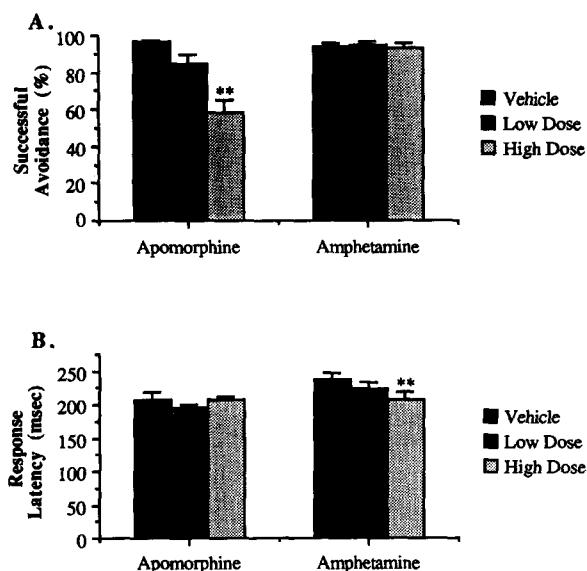 A.
Successful
Avoidance (%)
100
80
60
40
20
0
**
Apomorphine
Amphetamine
Vehicle
Low Dose
High Dose
B.
Response
Latency (msec)
250
200
150
100
50
0
**
Apomorphine
Amphetamine
Vehicle
Low Dose
High Dose